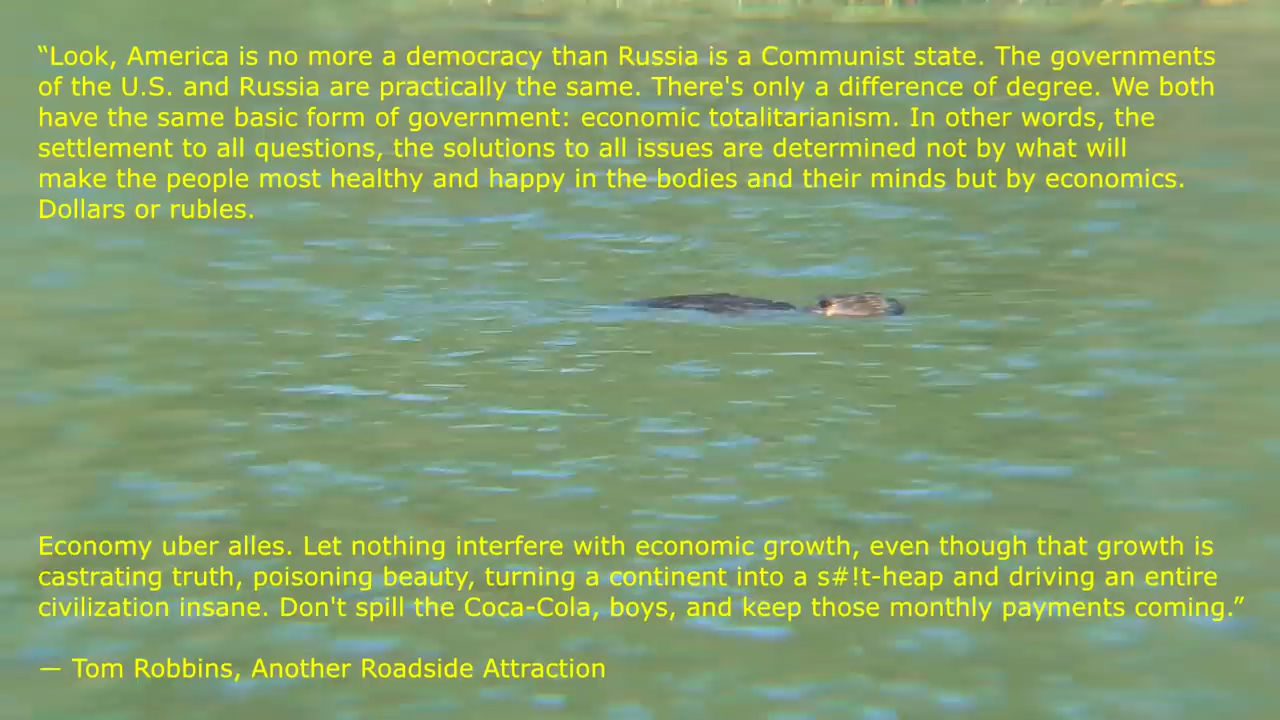 “Look, America is no more a democracy than Russia is a Communist state. The governments
of the U.S. and Russia are practically the same. There's only a difference of degree. We both
have the same basic form of government: economic totalitarianism. In other words, the
settlement to all questions, the solutions to all issues are determined not by what will
make the people most healthy and happy in the bodies and their minds but by economics.
Dollars or rubles.
Economy uber alles. Let nothing interfere with economic growth, even though that growth is
castrating truth, poisoning beauty, turning a continent into a s#!t-heap and driving an entire
civilization insane. Don't spill the Coca-Cola, boys, and keep those monthly payments coming.”
— Tom Robbins, Another Roadside Attraction